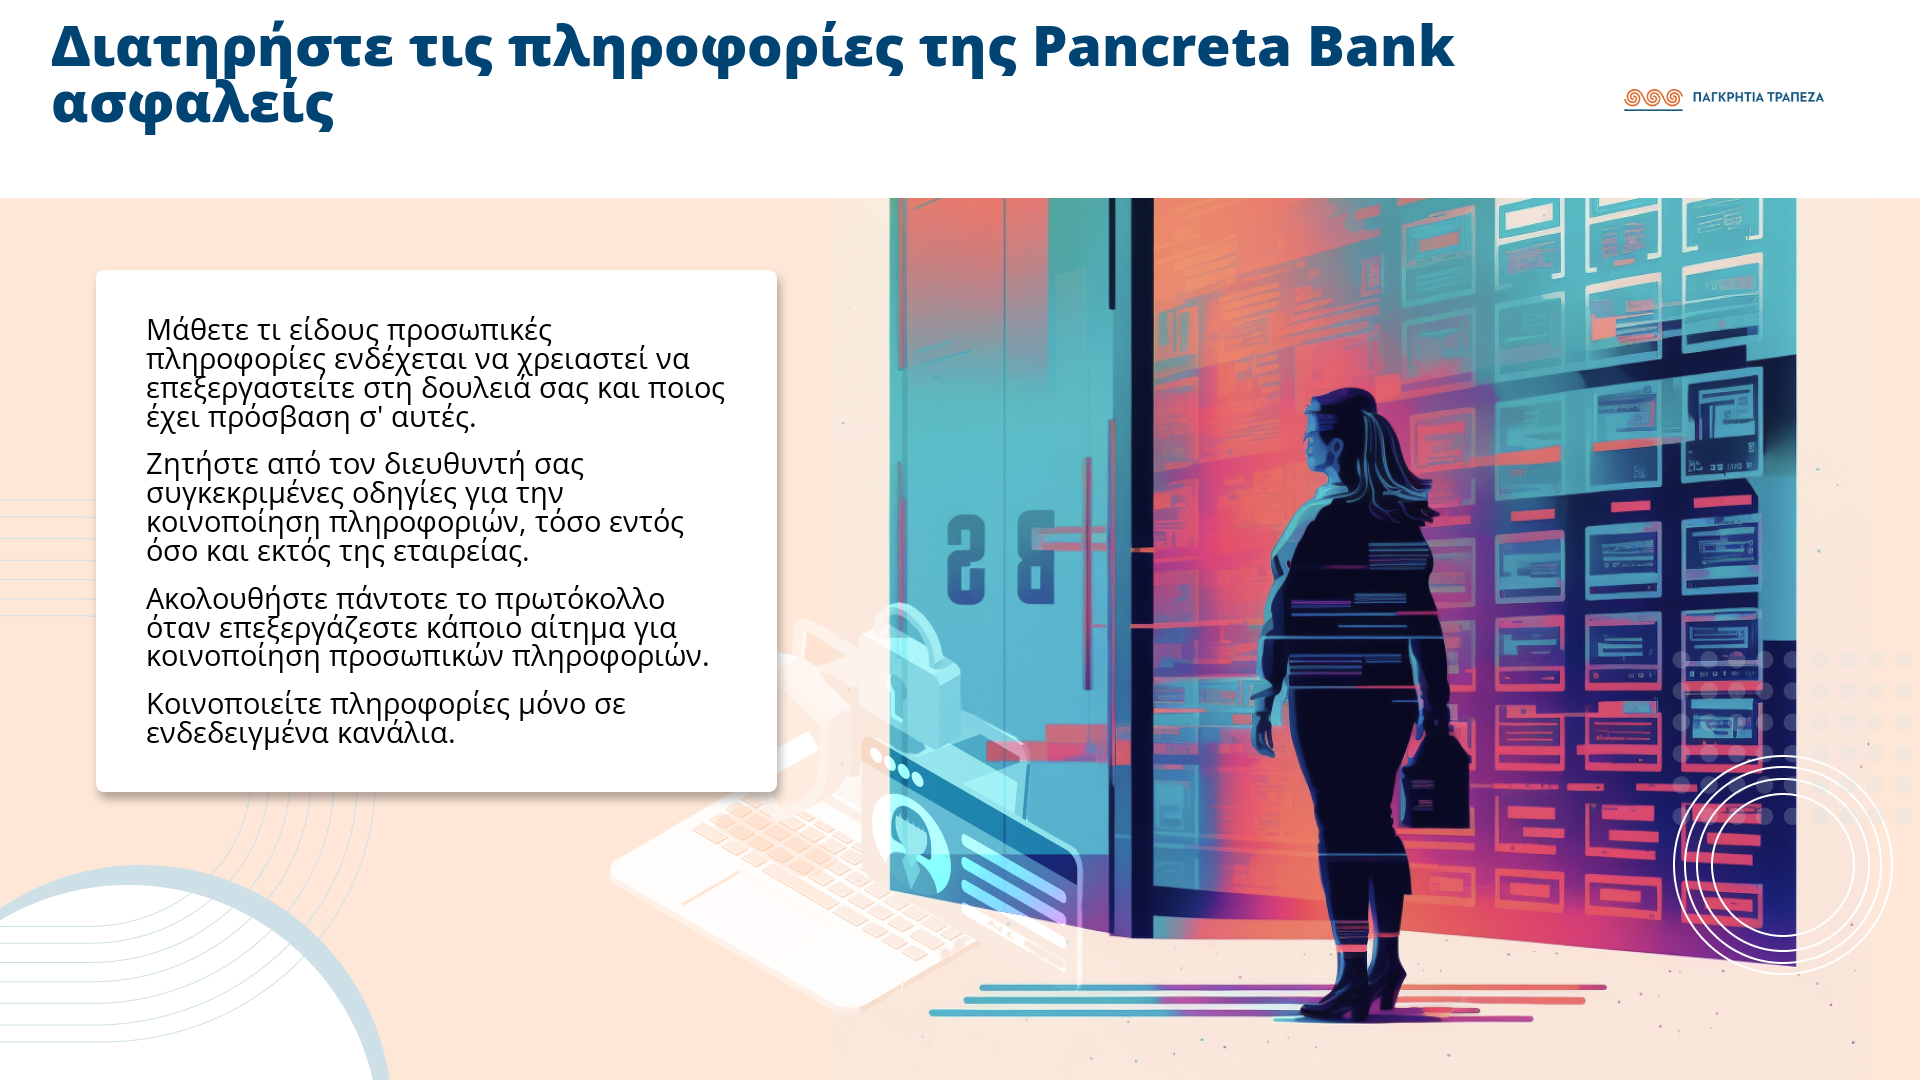 Διατηρήστε τις πληροφορίες της Pancreta Bank
ασφαλείς
ΠΑΓΚΡΗΤΙΑ ΤΡΑΠΕΖΑ
Μάθετε τι είδους προσωπικές
πληροφορίες ενδέχεται να χρειαστεί να
επεξεργαστείτε στη δουλειά σας και ποιος
έχει πρόσβαση σ' αυτές.
Ζητήστε από τον διευθυντή σας
συγκεκριμένες οδηγίες για την
κοινοποίηση πληροφοριών, τόσο εντός
όσο και εκτός της εταιρείας.
Ακολουθήστε πάντοτε το πρωτόκολλο
όταν επεξεργάζεστε κάποιο αίτημα για
κοινοποίηση προσωπικών πληροφοριών.
Κοινοποιείτε πληροφορίες μόνο σε
ενδεδειγμένα κανάλια.